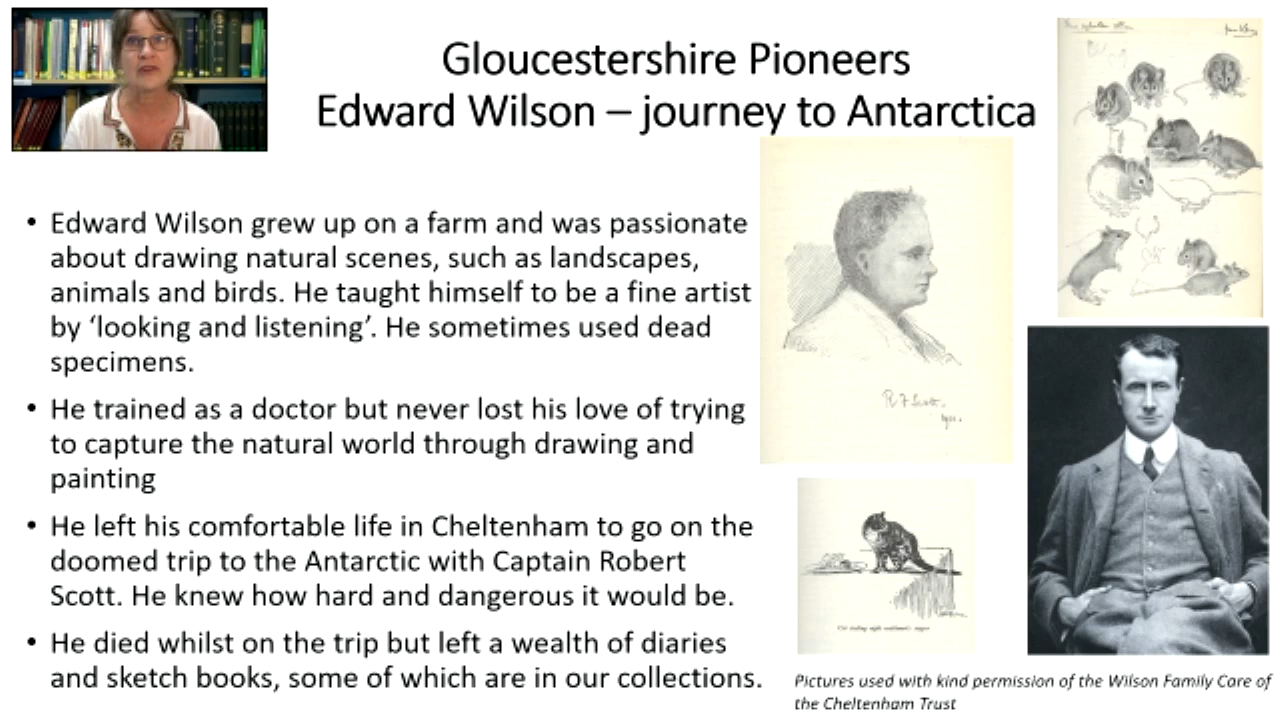 Gloucestershire Pioneers
Edward Wilson – journey to Antarctica
• Edward Wilson grew up on a farm and was passionate
about drawing natural scenes, such as landscapes,
animals and birds. He taught himself to be a fine artist
by ‘looking and listening’. He sometimes used dead
specimens.
• He trained as a doctor but never lost his love of trying
to capture the natural world through drawing and
painting
• He left his comfortable life in Cheltenham to go on the
doomed trip to the Antarctic with Captain Robert
Scott. He knew how hard and dangerous it would be.
• He died whilst on the trip but left a wealth of diaries
and sketch books, some of which are in our collections.
R F Scott.
Pictures used with kind permission of the Wilson Family Care of
the Cheltenham Trust